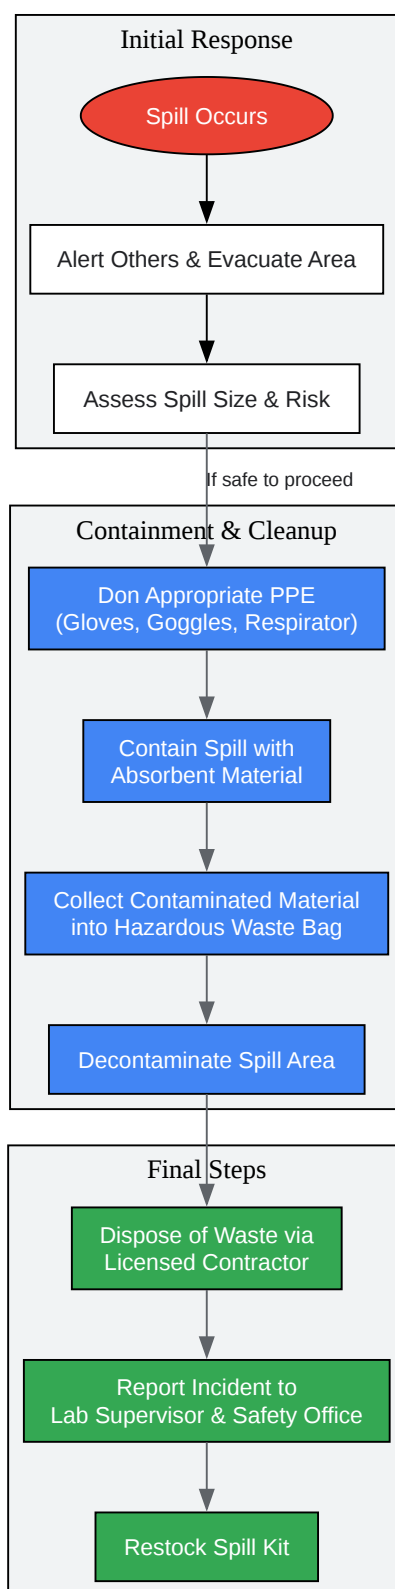 Initial Response
Spill Occurs
Alert Others & Evacuate Area
Assess Spill Size & Risk
If safe to proceed
Containment & Cleanup
Don Appropriate PPE
(Gloves, Goggles, Respirator)
Contain Spill with
Absorbent Material
Collect Contaminated Material
into Hazardous Waste Bag
Decontaminate Spill Area
Final Steps
Dispose of Waste via
Licensed Contractor
Report Incident to
Lab Supervisor & Safety Office
Restock Spill Kit